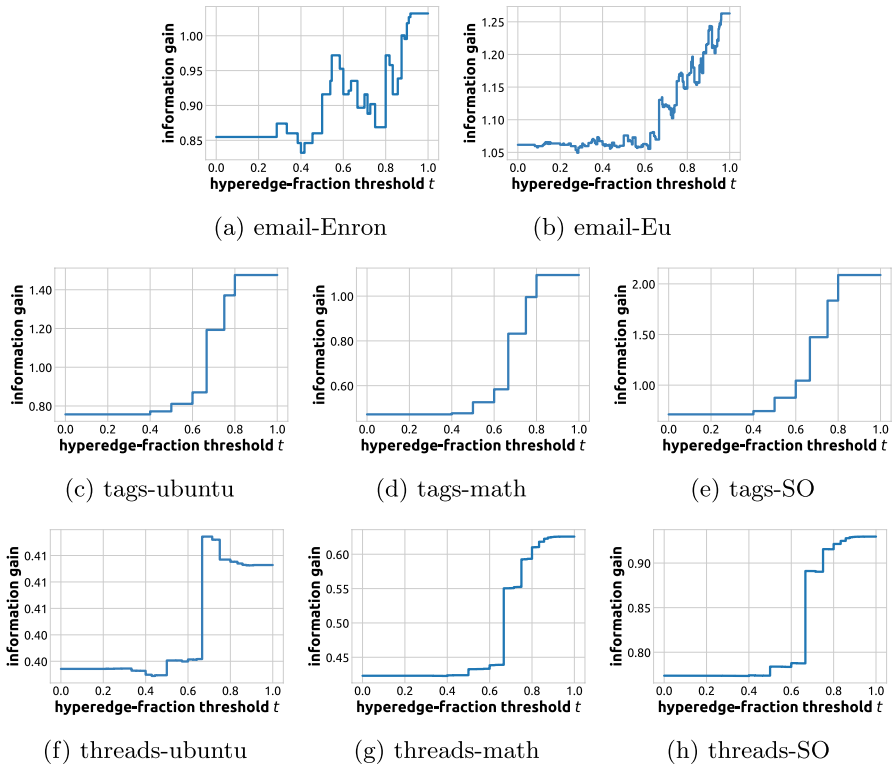 information gain
1.00
0.95
0.90
0.85
0.0 0.2 0.4 0.6 0.8 1.0
hyperedge-fraction threshold t
(a) email-Enron
information gain
1.25
1.20
1.15
1.10
1.05
0.0 0.2 0.4 0.6 0.8 1.0
hyperedge-fraction threshold t
(b) email-Eu
information gain
1.40
1.20
1.00
0.80
0.0 0.2 0.4 0.6 0.8 1.0
hyperedge-fraction threshold t
(c) tags-ubuntu
information gain
1.00
0.80
0.60
0.0 0.2 0.4 0.6 0.8 1.0
hyperedge-fraction threshold t
(d) tags-math
information gain
2.00
1.50
1.00
0.0 0.2 0.4 0.6 0.8 1.0
hyperedge-fraction threshold t
(e) tags-SO
information gain
0.41
0.41
0.41
0.40
0.40
0.0 0.2 0.4 0.6 0.8 1.0
hyperedge-fraction threshold t
(f) threads-ubuntu
information gain
0.60
0.55
0.50
0.45
0.0 0.2 0.4 0.6 0.8 1.0
hyperedge-fraction threshold t
(g) threads-math
information gain
0.90
0.85
0.80
0.0 0.2 0.4 0.6 0.8 1.0
hyperedge-fraction threshold t
(h) threads-SO